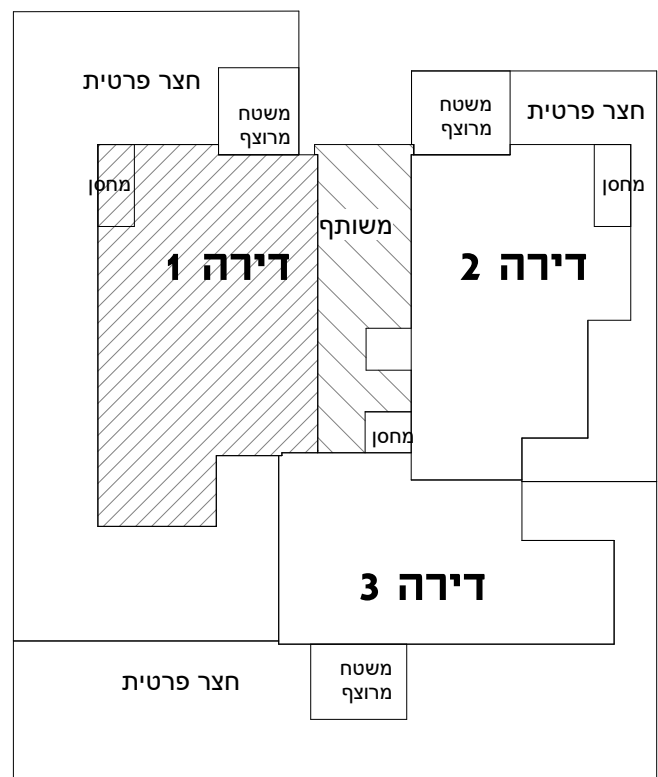 חצר פרטית
משטח
מרוצף
משטח
מרוצף
חצר פרטית
מחסן
מחסן
משותף
דירה 1
דירה 2
מחסן
דירה 3
משטח
מרוצף
חצר פרטית